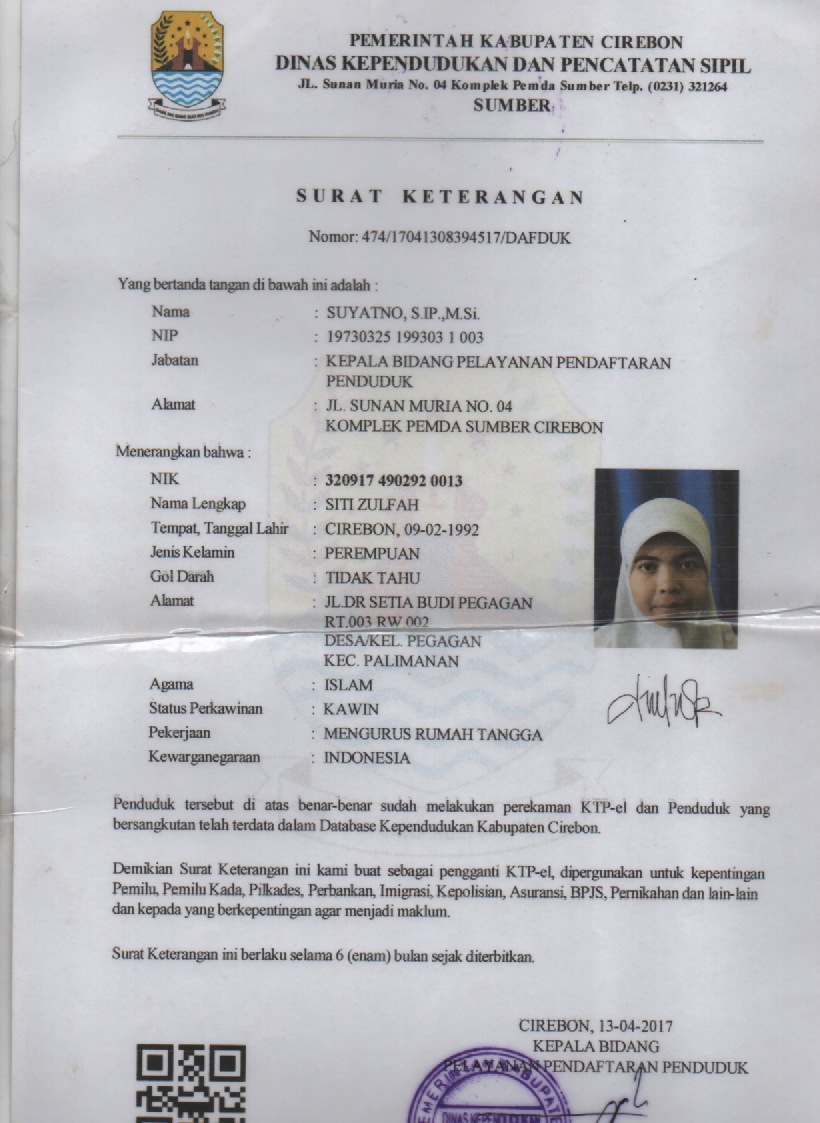 PEMERINTAH KABUPATEN CIREBON
DINAS KEPENDUDUKAN DAN PENCATATAN SIPIL
JL. Sunan Muria No. 04 Komplek Pemda Sumber Telp. (0231) 321264
SUMBER
SURAT KETERANGAN
Nomor: 474/17041308394517/DAFDUK
Yang bertanda tangan di bawah ini adalah :
Nama : SUYATNO, S.IP.,M.Si.
NIP : 19730325 199303 1 003
Jabatan : KEPALA BIDANG PELAYANAN PENDAFTARAN
PENDUDUK
Alamat : JL. SUNAN MURIA NO. 04
KOMPLEK PEMDA SUMBER CIREBON
Menerangkan bahwa :
NIK : 320917 490292 0013
Nama Lengkap : SITI ZULFAH
Tempat, Tanggal Lahir : CIREBON, 09-02-1992
Jenis Kelamin : PEREMPUAN
Gol Darah : TIDAK TAHU
Alamat : JL.DR SETIA BUDI PEGAGAN
RT.003 RW 002
DESA/KEL. PEGAGAN
KEC. PALIMANAN
Agama : ISLAM
Status Perkawinan : KAWIN
Pekerjaan : MENGURUS RUMAH TANGGA
Kewarganegaraan : INDONESIA
Penduduk tersebut di atas benar-benar sudah melakukan perekaman KTP-el dan Penduduk yang
bersangkutan telah terdata dalam Database Kependudukan Kabupaten Cirebon.
Demikian Surat Keterangan ini kami buat sebagai pengganti KTP-el, dipergunakan untuk kepentingan
Pemilu, Pemilu Kada, Pilkades, Perbankan, Imigrasi, Kepolisian, Asuransi, BPJS, Pernikahan dan lain-lain
dan kepada yang berkepentingan agar menjadi maklum.
Surat Keterangan ini berlaku selama 6 (enam) bulan sejak diterbitkan.
CIREBON, 13-04-2017
KEPALA BIDANG
PELAYANAN PENDAFTARAN PENDUDUK